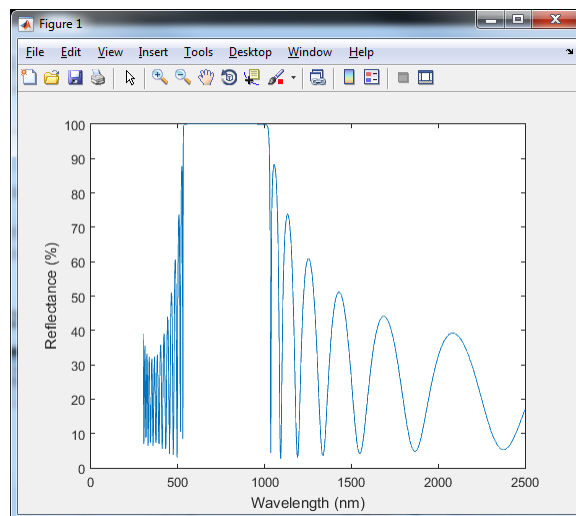 Figure 1
File Edit View Insert Tools Desktop Window Help
100
90
80
70
60
50
40
30
20
10
0
Reflectance (%)
0 500 1000 1500 2000 2500
Wavelength (nm)